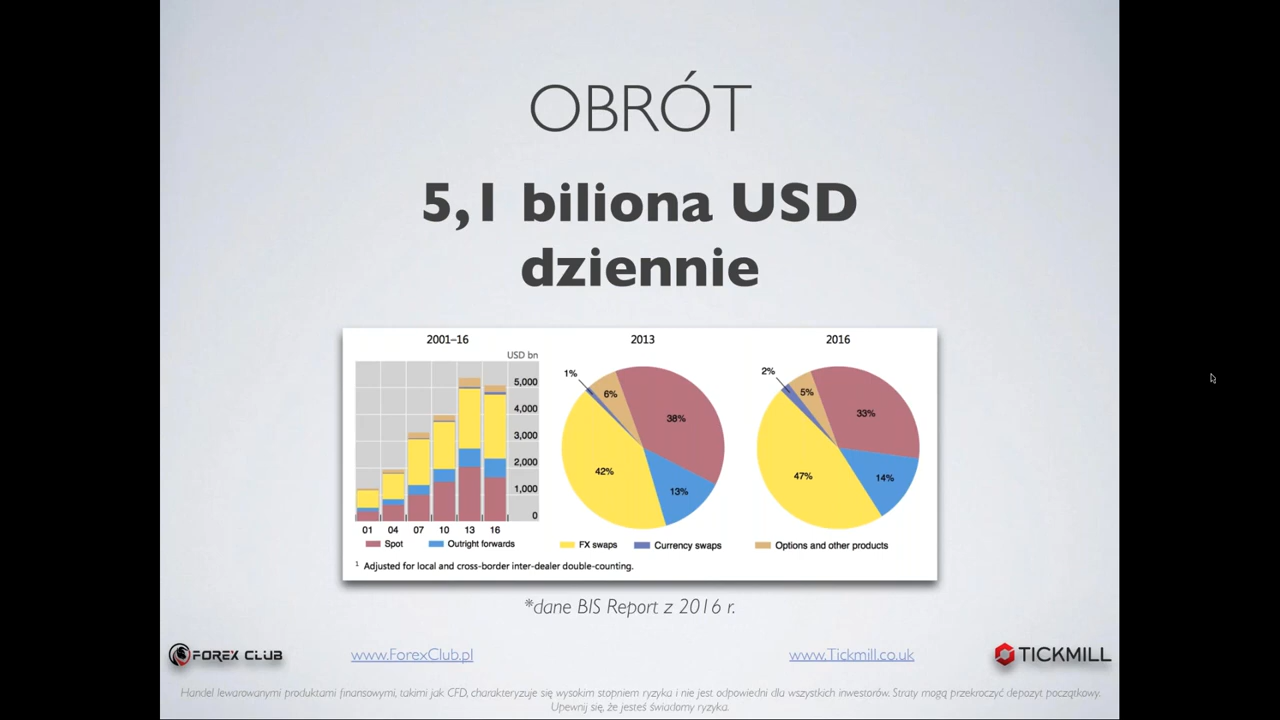 OBRÓT
5,1 biliona USD
dziennie
2001–16
2013
2016
USD bn
5,000
4,000
3,000
2,000
1,000
0
01 04 07 10 13 16
1%
6%
38%
42%
13%
2%
5%
33%
47%
14%
Spot Outright forwards FX swaps Currency swaps Options and other products
1 Adjusted for local and cross-border inter-dealer double-counting.
*dane BIS Report z 2016 r.
FOREX CLUB www.ForexClub.pl www.Tickmill.co.uk TICKMILL
Handel lewarowanymi produktami finansowymi, takimi jak CFD, charakteryzuje się wysokim stopniem ryzyka i nie jest odpowiedni dla wszystkich inwestorów. Straty mogą przekroczyć depozyt początkowy.
Upewnij się, że jesteś świadomy ryzyka.